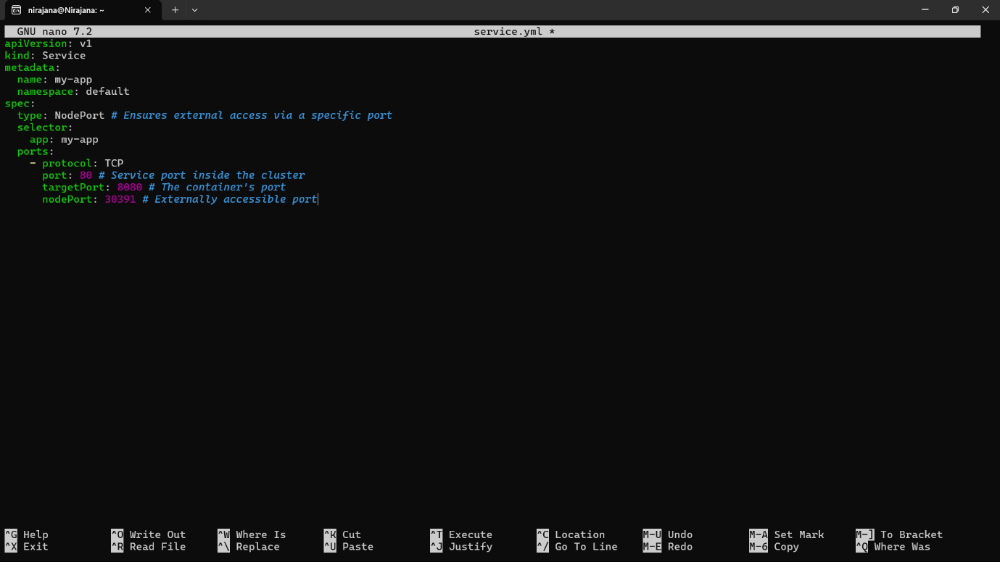 nirajana@Nirajana: ~
GNU nano 7.2 service.yml *
apiVersion: v1
kind: Service
metadata:
  name: my-app
  namespace: default
spec:
  type: NodePort # Ensures external access via a specific port
  selector:
    app: my-app
  ports:
    - protocol: TCP
      port: 80 # Service port inside the cluster
      targetPort: 8080 # The container's port
      nodePort: 30391 # Externally accessible port
^G Help ^O Write Out ^W Where Is ^K Cut ^T Execute ^C Location M-U Undo M-A Set Mark M-] To Bracket
^X Exit ^R Read File ^\ Replace ^U Paste ^J Justify ^/ Go To Line M-E Redo M-6 Copy ^Q Where Was